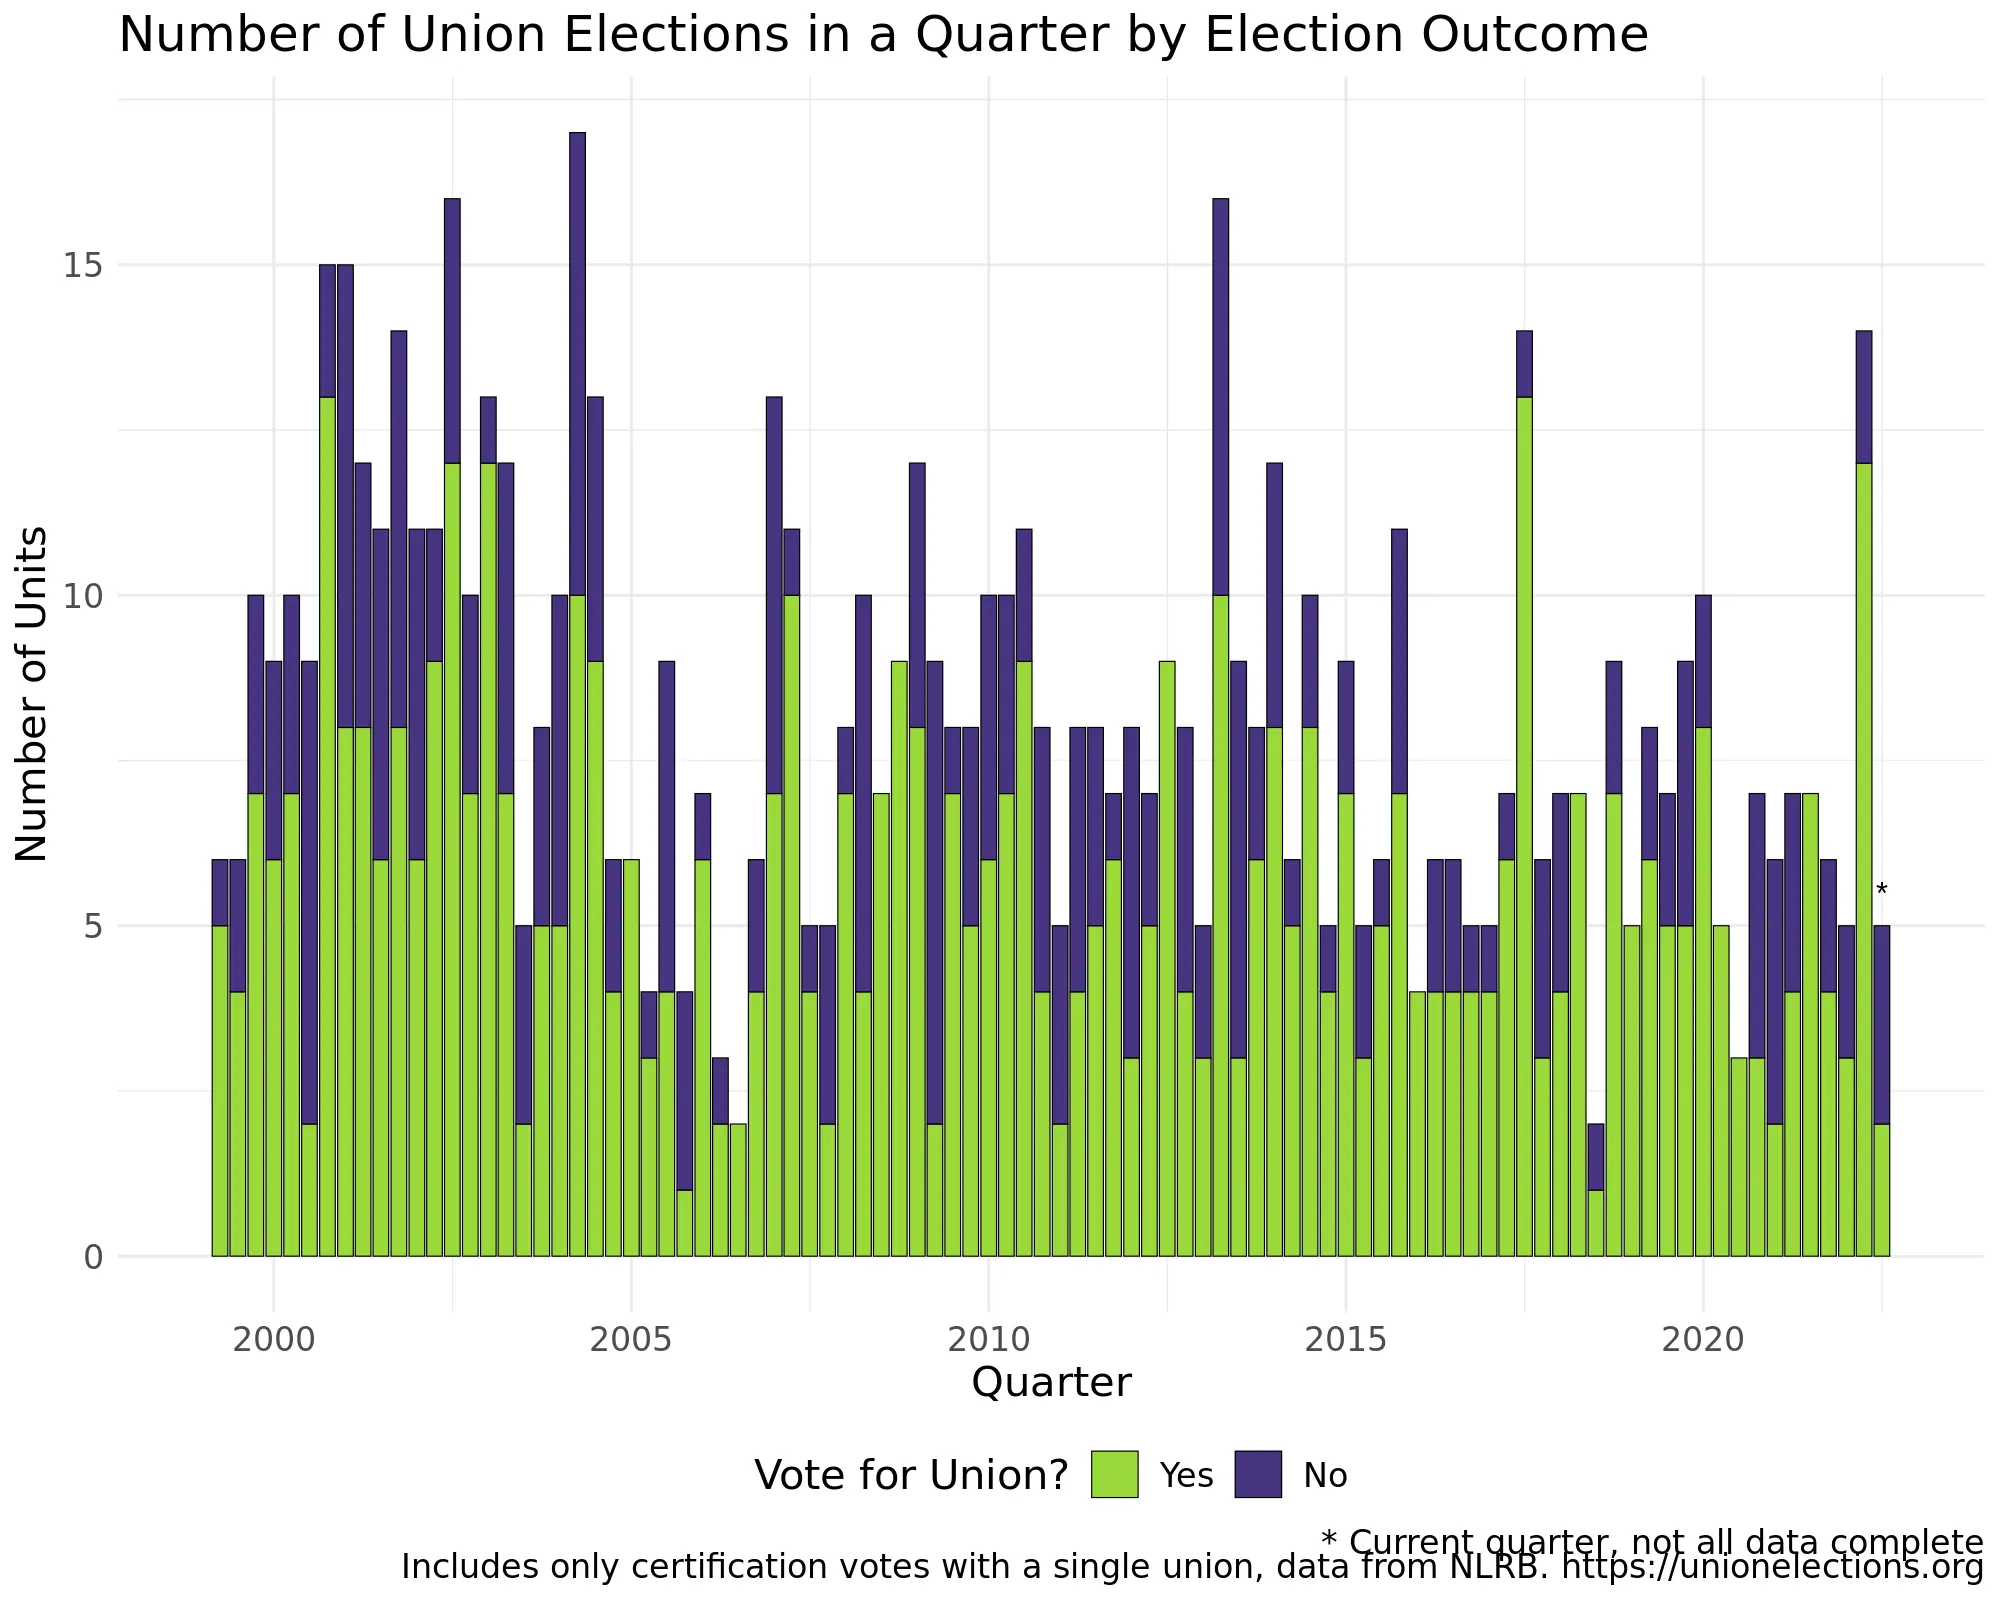 Number of Union Elections in a Quarter by Election Outcome
Number of Units
15
10
5
0
*
2000 2005 2010 2015 2020
Quarter
Vote for Union? Yes No
* Current quarter, not all data complete
Includes only certification votes with a single union, data from NLRB. https://unionelections.org